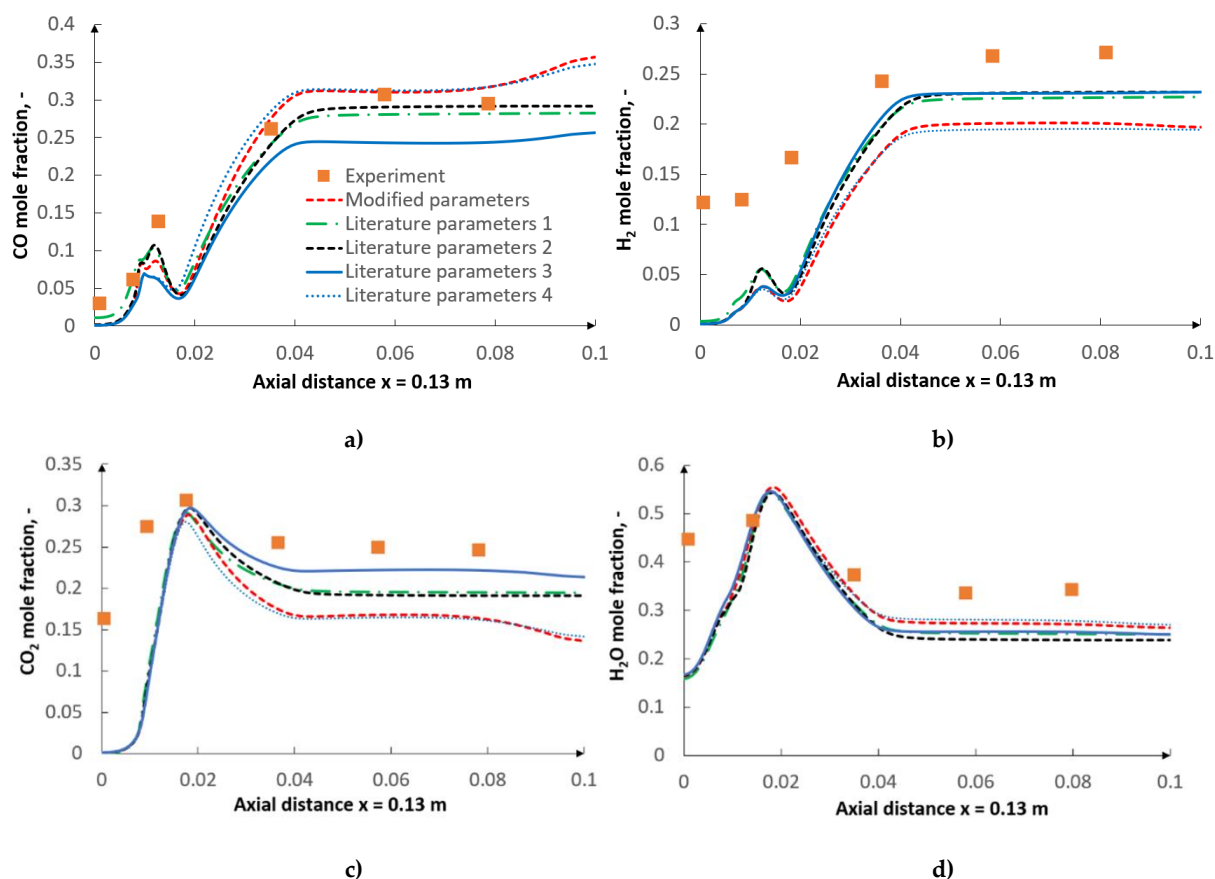 0.4
0.35
0.3
0.25
0.2
0.15
0.1
0.05
0
CO mole fraction, -
Experiment
Modified parameters
Literature parameters 1
Literature parameters 2
Literature parameters 3
Literature parameters 4
0 0.02 0.04 0.06 0.08 0.1
Axial distance x = 0.13 m
a)
0.3
0.25
0.2
0.15
0.1
0.05
0
H₂ mole fraction, -
0 0.02 0.04 0.06 0.08 0.1
Axial distance x = 0.13 m
b)
0.35
0.3
0.25
0.2
0.15
0.1
0.05
0
CO₂ mole fraction, -
0 0.02 0.04 0.06 0.08 0.1
Axial distance x = 0.13 m
c)
0.6
0.5
0.4
0.3
0.2
0.1
0
H₂O mole fraction, -
0 0.02 0.04 0.06 0.08 0.1
Axial distance x = 0.13 m
d)